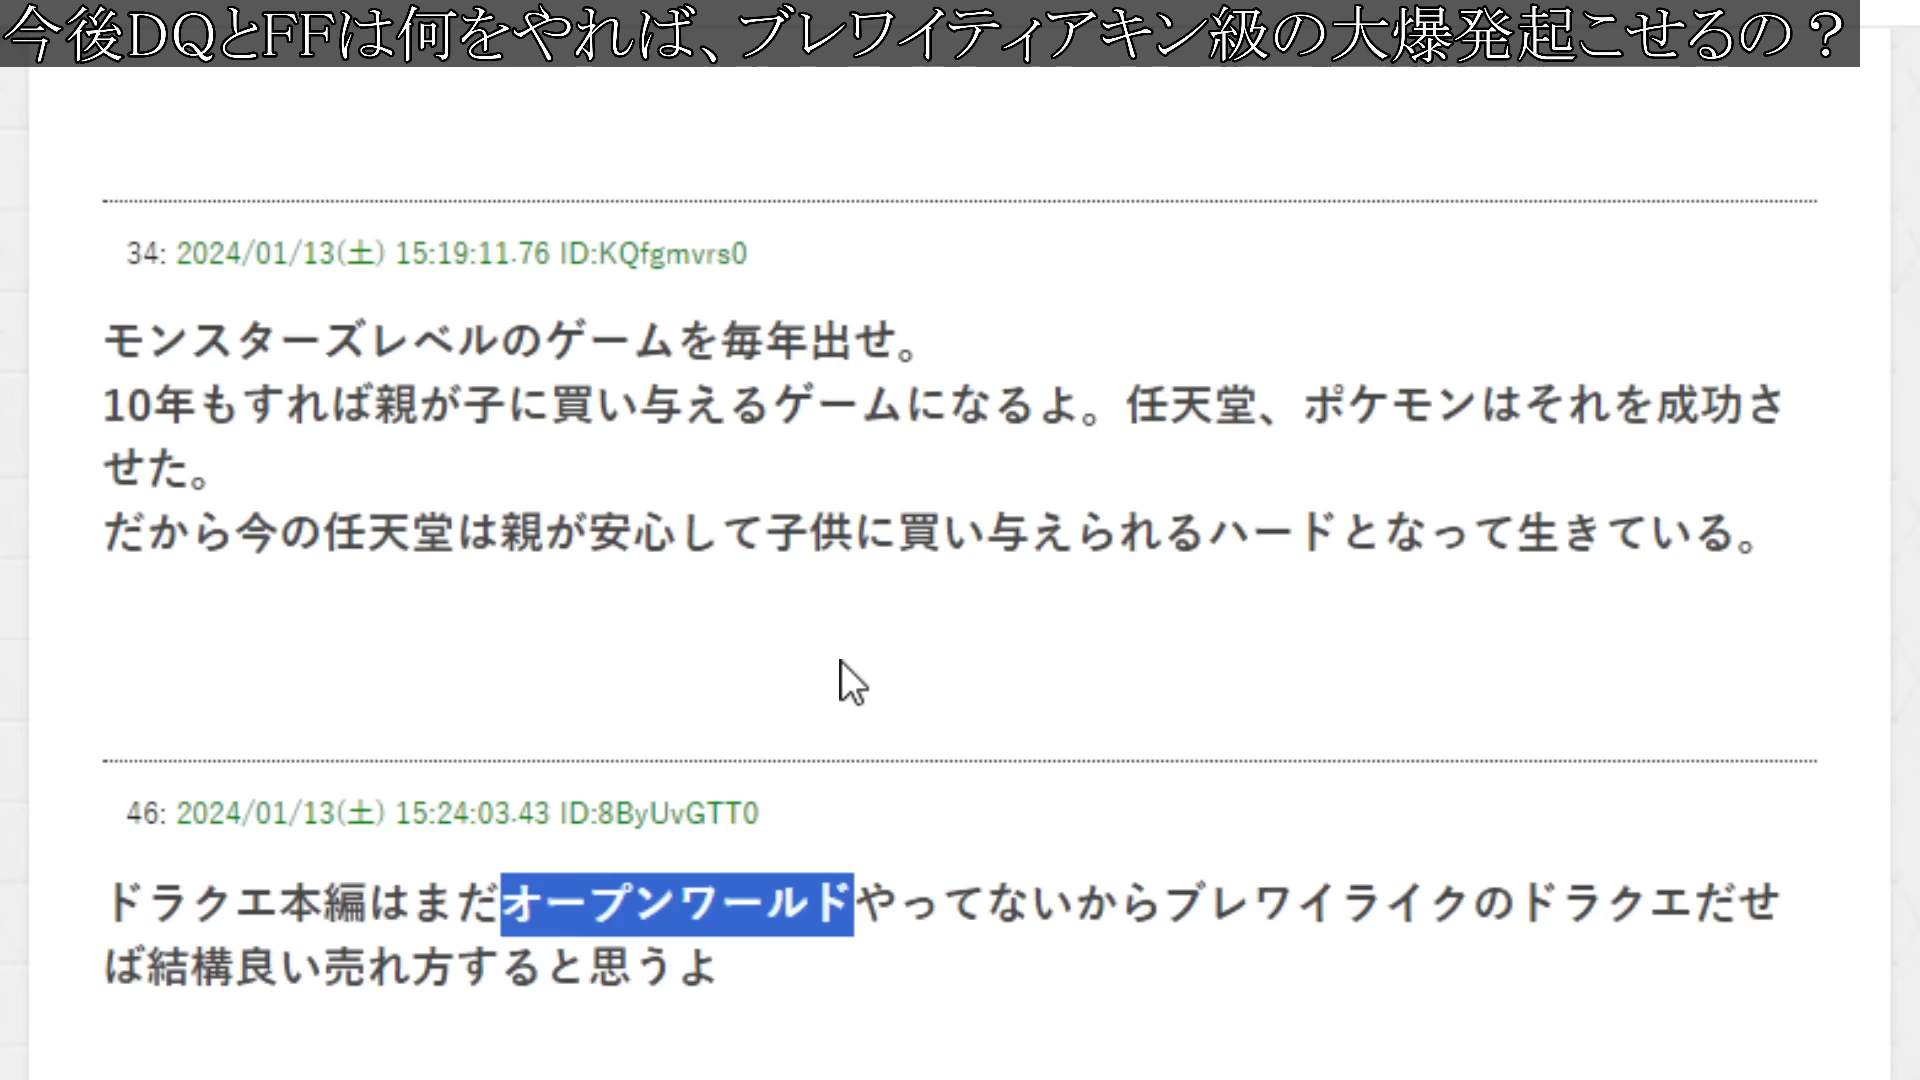 今後DQとFFは何をやれば、ブレワイティアキン級の大爆発起こせるの？
34: 2024/01/13(土) 15:19:11.76 ID:KQfgmvrs0
モンスターズレベルのゲームを毎年出せ。
10年もすれば親が子に買い与えるゲームになるよ。任天堂、ポケモンはそれを成功さ
せた。
だから今の任天堂は親が安心して子供に買い与えられるハードとなって生きている。
46: 2024/01/13(土) 15:24:03.43 ID:8ByUvGTT0
ドラクエ本編はまだオープンワールドやってないからブレワイライクのドラクエだせ
ば結構良い売れ方すると思うよ